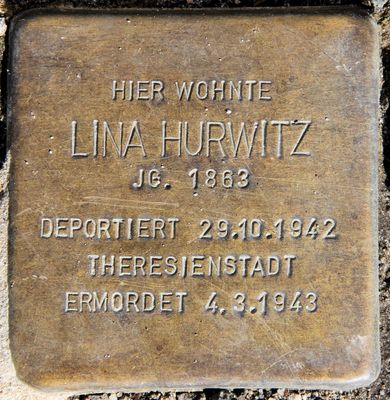 HIER WOHNTE
LINA HURWITZ
JG. 1863
DEPORTIERT 29.10.1942
THERESIENSTADT
ERMORDET 4.3.1943